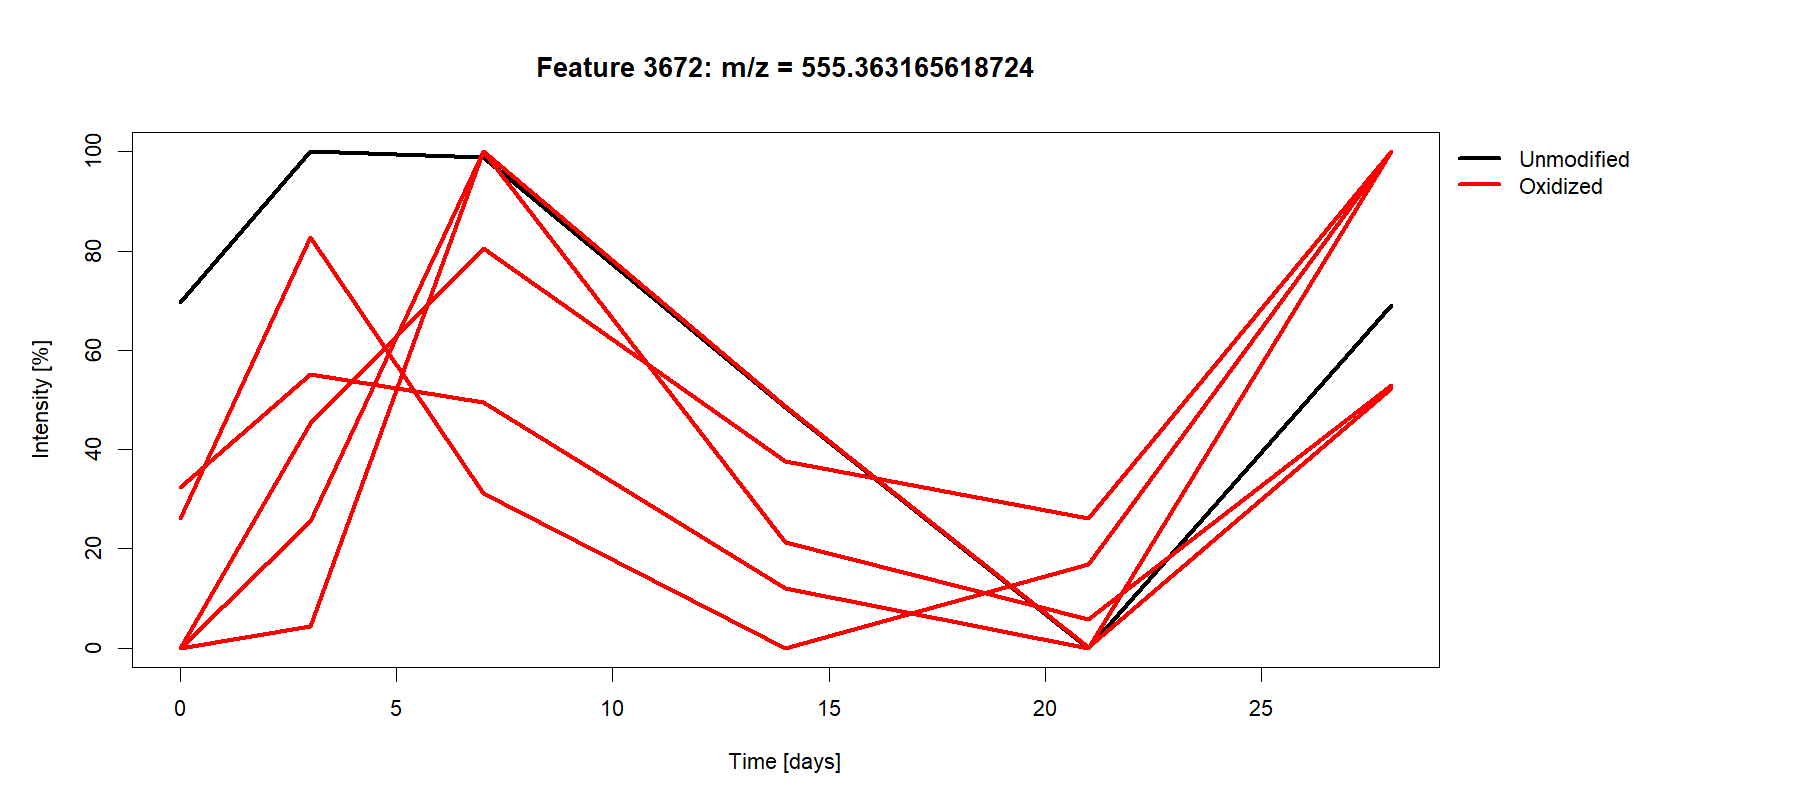 Feature 3672: m/z = 555.363165618724
Unmodified
Oxidized
Intensity [%]
100
80
60
40
20
0
0 5 10 15 20 25
Time [days]